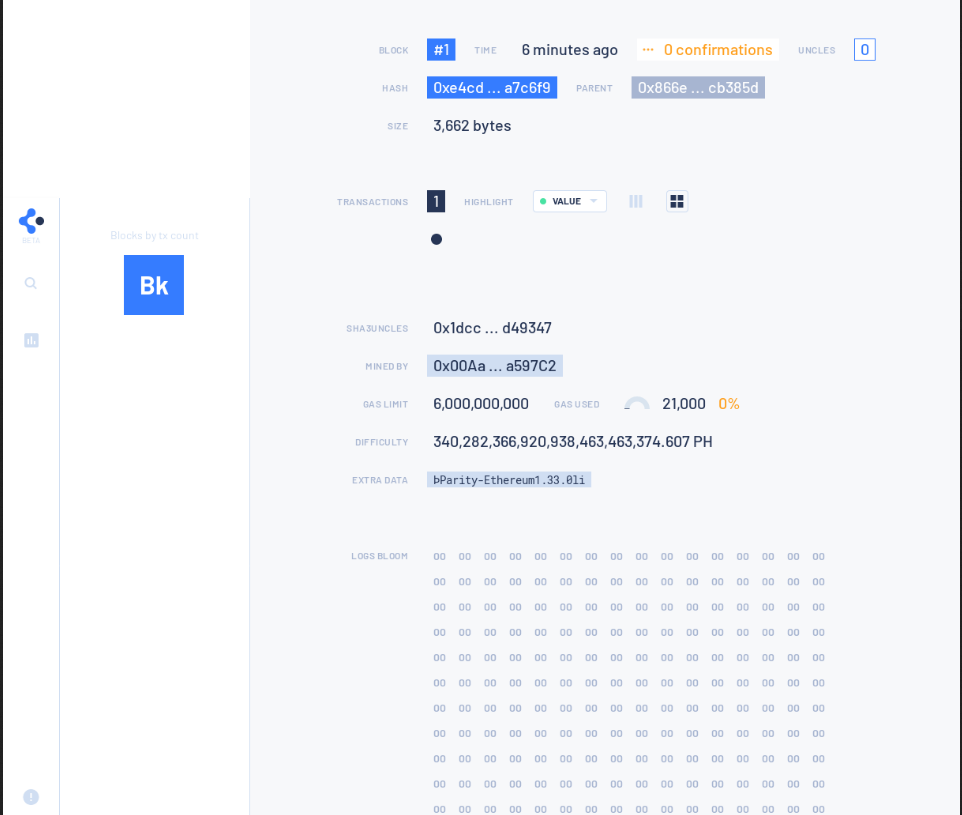 BLOCK #1 TIME 6 minutes ago ··· 0 confirmations UNCLES 0
HASH 0xe4cd ... a7c6f9 PARENT 0x866e ... cb385d
SIZE 3,662 bytes
TRANSACTIONS 1 HIGHLIGHT VALUE
BETA
Blocks by tx count
Bk
SHA3UNCLES 0x1dcc ... d49347
MINED BY 0x00Aa ... a597C2
GAS LIMIT 6,000,000,000 GAS USED 21,000 0%
DIFFICULTY 340,282,366,920,938,463,463,374.607 PH
EXTRA DATA ÞParity-Ethereum1.33.0li
LOGS BLOOM 00 00 00 00 00 00 00 00 00 00 00 00 00 00 00 00
00 00 00 00 00 00 00 00 00 00 00 00 00 00 00 00
00 00 00 00 00 00 00 00 00 00 00 00 00 00 00 00
00 00 00 00 00 00 00 00 00 00 00 00 00 00 00 00
00 00 00 00 00 00 00 00 00 00 00 00 00 00 00 00
00 00 00 00 00 00 00 00 00 00 00 00 00 00 00 00
00 00 00 00 00 00 00 00 00 00 00 00 00 00 00 00
00 00 00 00 00 00 00 00 00 00 00 00 00 00 00 00
00 00 00 00 00 00 00 00 00 00 00 00 00 00 00 00
00 00 00 00 00 00 00 00 00 00 00 00 00 00 00 00
00 00 00 00 00 00 00 00 00 00 00 00 00 00 00 00